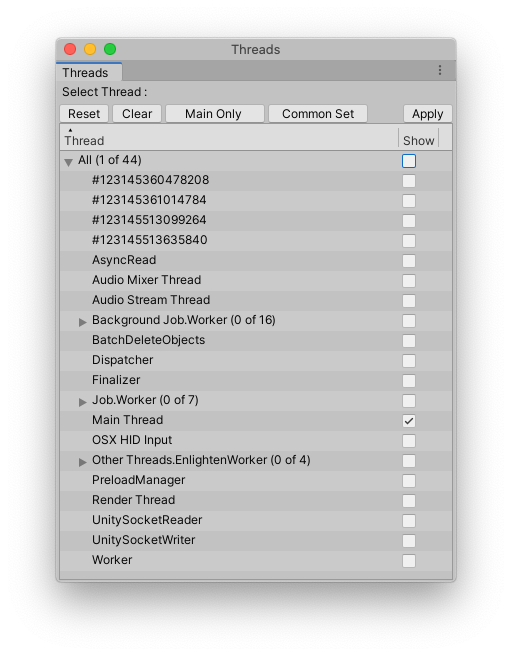 Threads
Threads
Select Thread :
Reset Clear Main Only Common Set Apply
Thread Show
All (1 of 44)
#123145360478208
#123145361014784
#123145513099264
#123145513635840
AsyncRead
Audio Mixer Thread
Audio Stream Thread
Background Job.Worker (0 of 16)
BatchDeleteObjects
Dispatcher
Finalizer
Job.Worker (0 of 7)
Main Thread
OSX HID Input
Other Threads.EnlightenWorker (0 of 4)
PreloadManager
Render Thread
UnitySocketReader
UnitySocketWriter
Worker